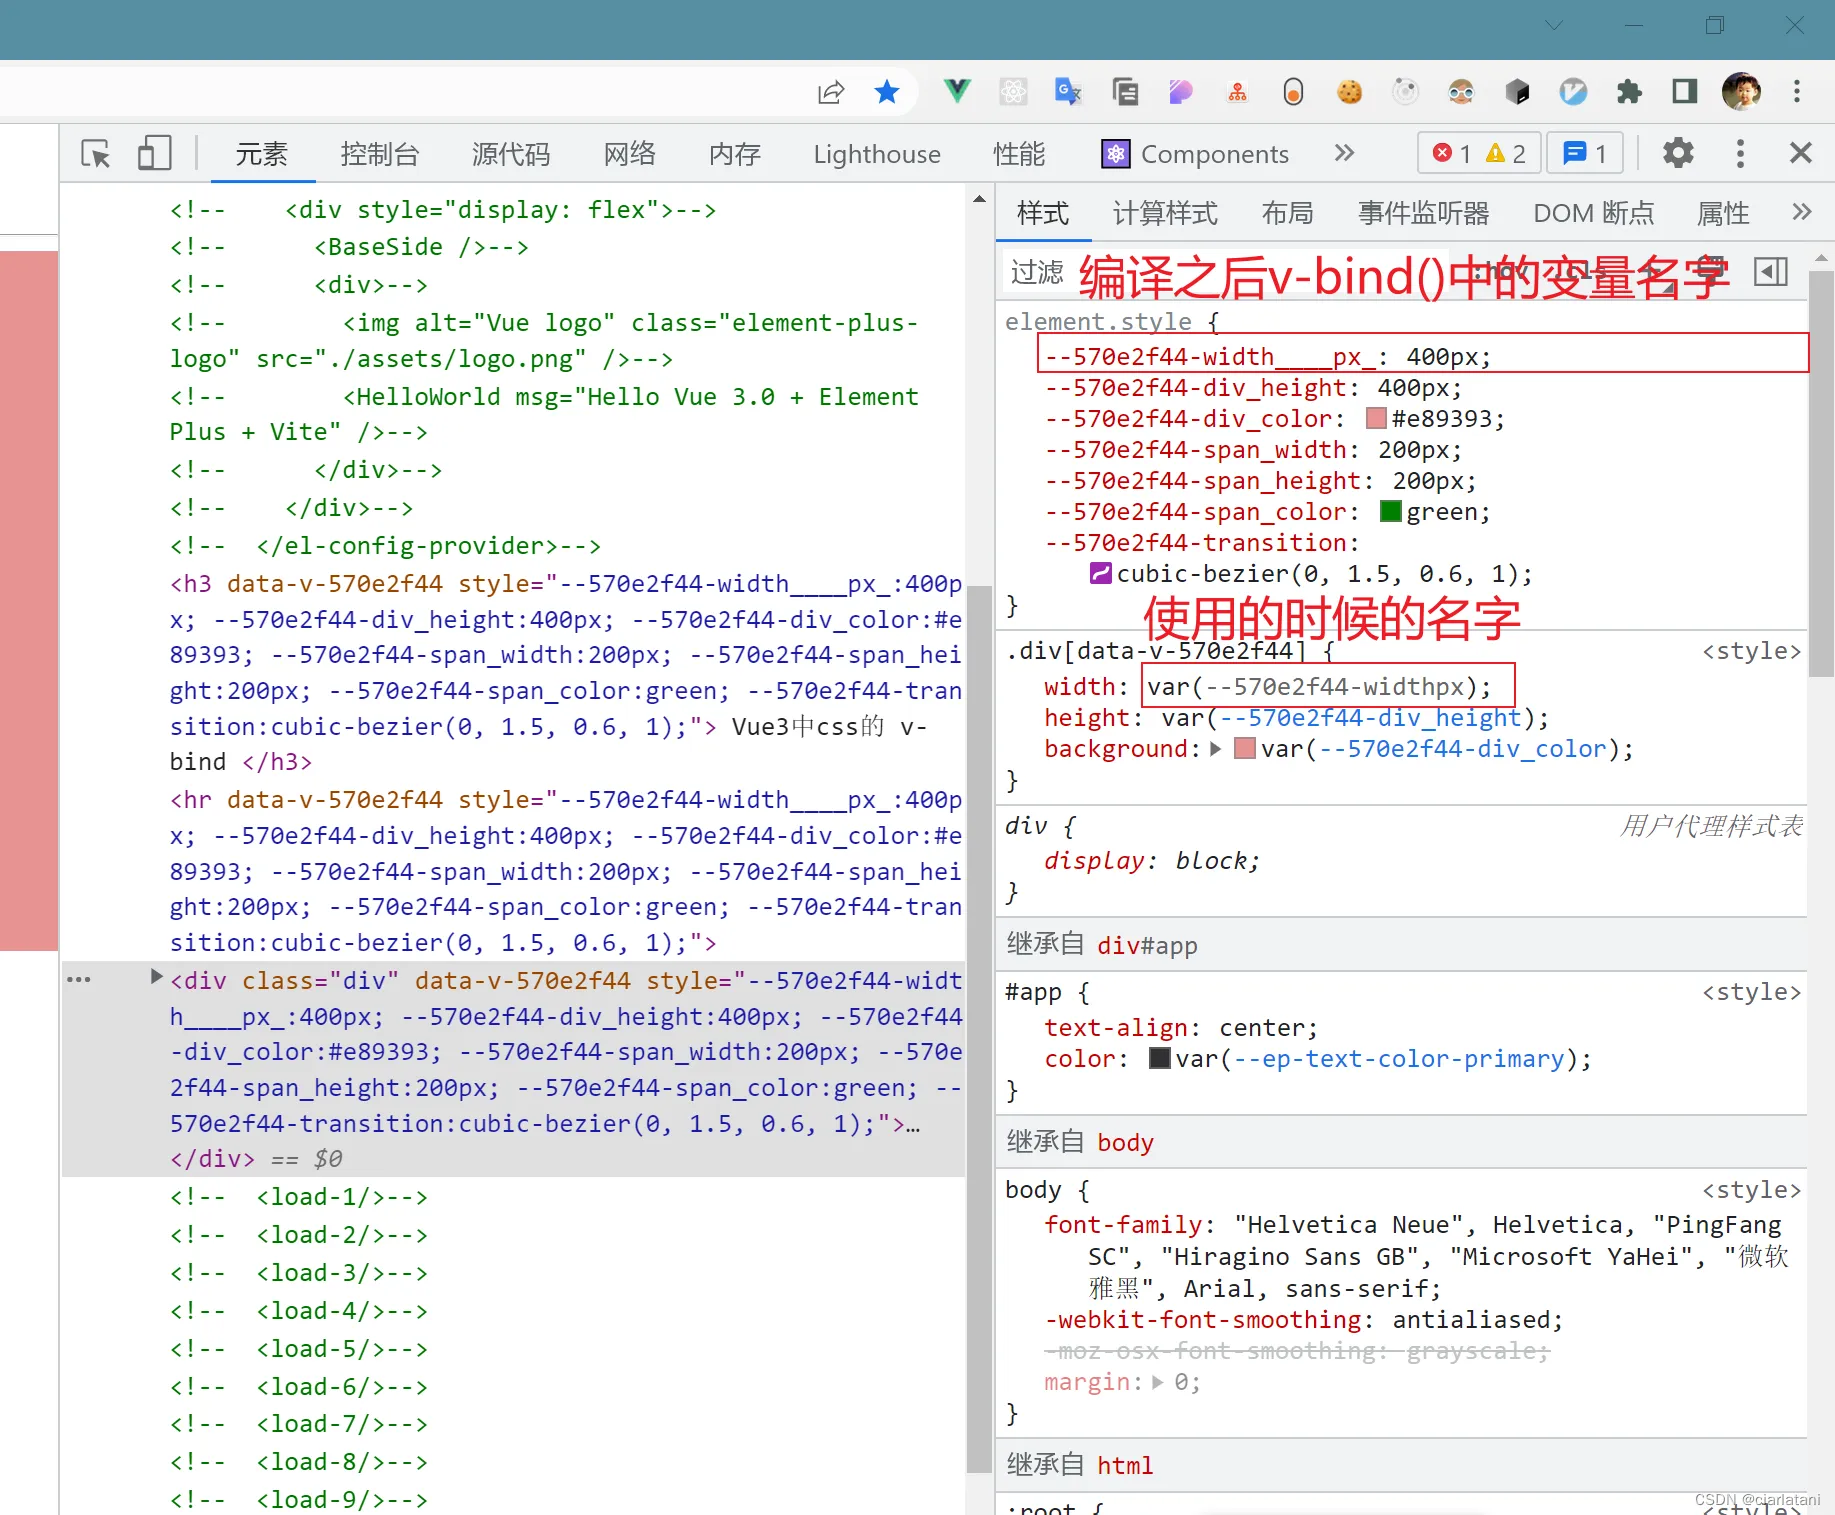 元素 控制台 源代码 网络 内存 Lighthouse 性能 Components 1 2 1
<!--    <div style="display: flex">-->
<!--      <BaseSide />-->
<!--      <div>-->
<!--        <img alt="Vue logo" class="element-plus-
logo" src="./assets/logo.png" />-->
<!--        <HelloWorld msg="Hello Vue 3.0 + Element
Plus + Vite" />-->
<!--      </div>-->
<!--    </div>-->
<!--  </el-config-provider>-->
<h3 data-v-570e2f44 style="--570e2f44-width____px_:400p
x; --570e2f44-div_height:400px; --570e2f44-div_color:#e
89393; --570e2f44-span_width:200px; --570e2f44-span_hei
ght:200px; --570e2f44-span_color:green; --570e2f44-tran
sition:cubic-bezier(0, 1.5, 0.6, 1);"> Vue3中css的 v-
bind </h3>
<hr data-v-570e2f44 style="--570e2f44-width____px_:400p
x; --570e2f44-div_height:400px; --570e2f44-div_color:#e
89393; --570e2f44-span_width:200px; --570e2f44-span_hei
ght:200px; --570e2f44-span_color:green; --570e2f44-tran
sition:cubic-bezier(0, 1.5, 0.6, 1);">
<div class="div" data-v-570e2f44 style="--570e2f44-widt
h____px_:400px; --570e2f44-div_height:400px; --570e2f44
-div_color:#e89393; --570e2f44-span_width:200px; --570e
2f44-span_height:200px; --570e2f44-span_color:green; --
570e2f44-transition:cubic-bezier(0, 1.5, 0.6, 1);">…
</div> == $0
<!--  <load-1/>-->
<!--  <load-2/>-->
<!--  <load-3/>-->
<!--  <load-4/>-->
<!--  <load-5/>-->
<!--  <load-6/>-->
<!--  <load-7/>-->
<!--  <load-8/>-->
<!--  <load-9/>-->
样式 计算样式 布局 事件监听器 DOM 断点 属性
过滤 :hov .cls
编译之后v-bind()中的变量名字
element.style {
--570e2f44-width____px_: 400px;
--570e2f44-div_height: 400px;
--570e2f44-div_color: #e89393;
--570e2f44-span_width: 200px;
--570e2f44-span_height: 200px;
--570e2f44-span_color: green;
--570e2f44-transition:
cubic-bezier(0, 1.5, 0.6, 1);
}
使用的时候的名字
.div[data-v-570e2f44] { <style>
width: var(--570e2f44-widthpx);
height: var(--570e2f44-div_height);
background: var(--570e2f44-div_color);
}
div { 用户代理样式表
display: block;
}
继承自 div#app
#app { <style>
text-align: center;
color: var(--ep-text-color-primary);
}
继承自 body
body { <style>
font-family: "Helvetica Neue", Helvetica, "PingFang
SC", "Hiragino Sans GB", "Microsoft YaHei", "微软
雅黑", Arial, sans-serif;
-webkit-font-smoothing: antialiased;
-moz-osx-font-smoothing: grayscale;
margin: 0;
}
继承自 html
:root { <style>
CSDN @ciarlatani